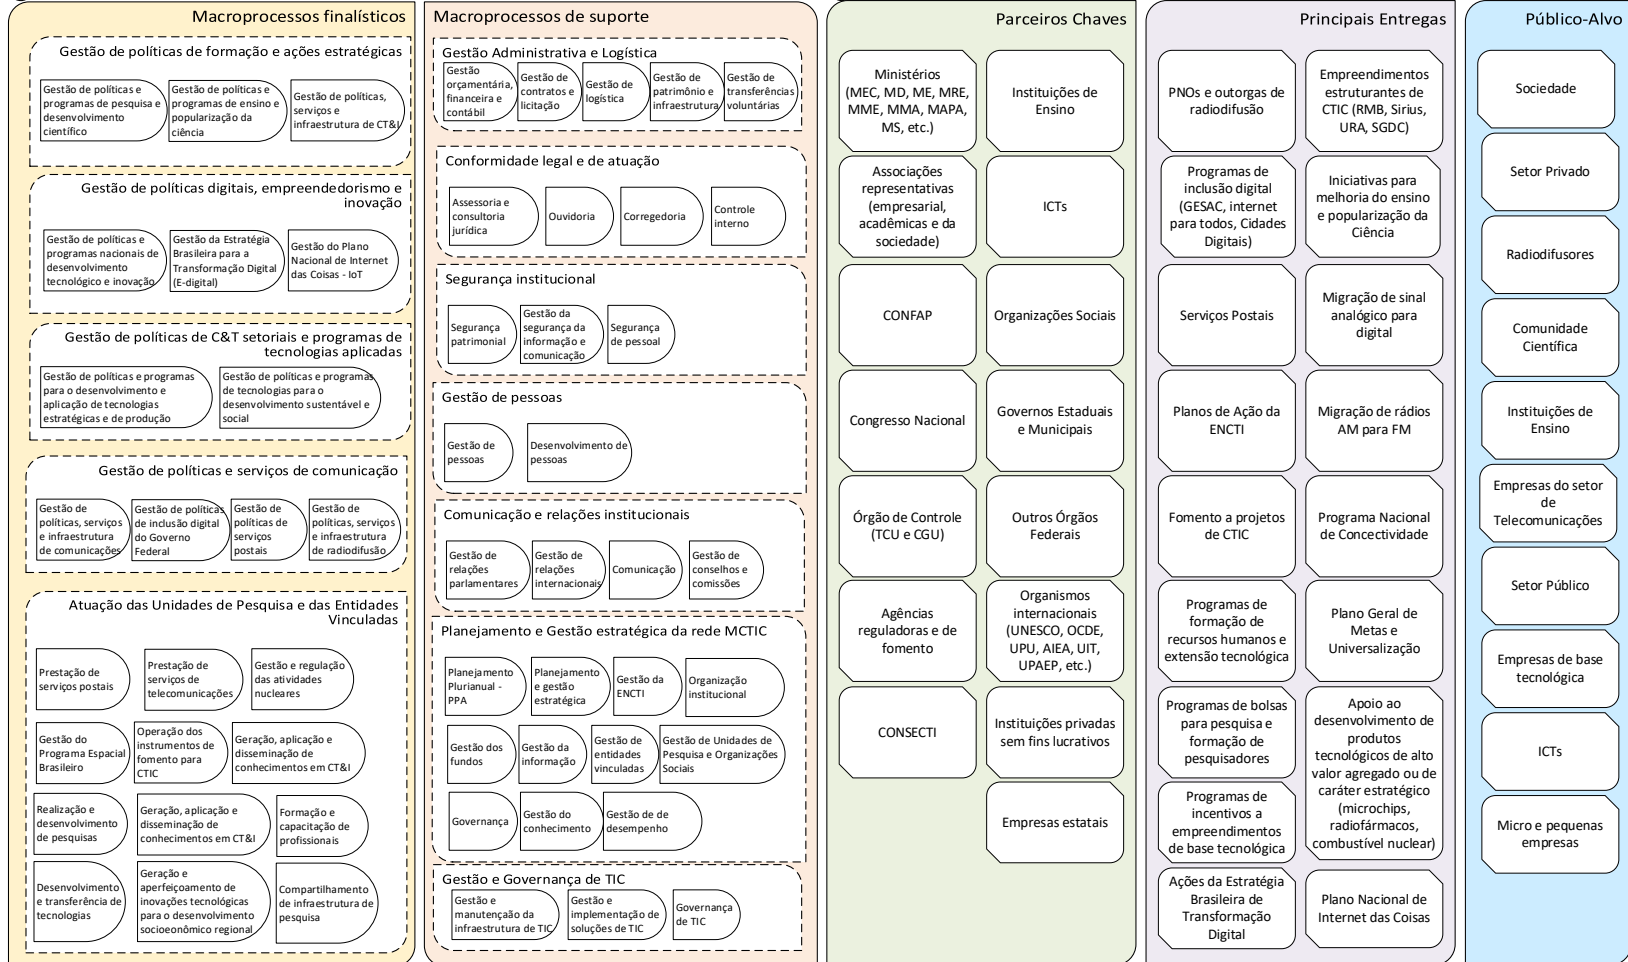 Macroprocessos finalísticos
Gestão de políticas de formação e ações estratégicas
Gestão de políticas e
programas de pesquisa e
desenvolvimento
científico
Gestão de políticas e
programas de ensino e
popularização da
ciência
Gestão de políticas,
serviços e
infraestrutura de CT&I
Gestão de políticas digitais, empreendedorismo e
inovação
Gestão de políticas e
programas nacionais de
desenvolvimento
tecnológico e inovação
Gestão da Estratégia
Brasileira para a
Transformação Digital
(E-digital)
Gestão do Plano
Nacional de Internet
das Coisas - IoT
Gestão de políticas de C&T setoriais e programas de
tecnologias aplicadas
Gestão de políticas e programas
para o desenvolvimento e
aplicação de tecnologias
estratégicas e de produção
Gestão de políticas e programas
de tecnologias para o
desenvolvimento sustentável e
social
Gestão de políticas e serviços de comunicação
Gestão de
políticas, serviços
e infraestrutura
de comunicações
Gestão de políticas
de inclusão digital
do Governo
Federal
Gestão de
políticas de
serviços
postais
Gestão de
políticas, serviços
e infraestrutura
de radiodifusão
Atuação das Unidades de Pesquisa e das Entidades
Vinculadas
Prestação de
serviços postais
Prestação de
serviços de
telecomunicações
Gestão e regulação
das atividades
nucleares
Gestão do
Programa Espacial
Brasileiro
Operação dos
instrumentos de
fomento para
CTIC
Geração, aplicação e
disseminação de
conhecimentos em CT&I
Realização e
desenvolvimento
de pesquisas
Geração, aplicação e
disseminação de
conhecimentos em CT&I
Formação e
capacitação de
profissionais
Desenvolvimento
e transferência de
tecnologias
Geração e
aperfeiçoamento de
inovações tecnológicas
para o desenvolvimento
socioeconômico regional
Compartilhamento
de infraestrutura de
pesquisa
Macroprocessos de suporte
Gestão Administrativa e Logística
Gestão
orçamentária,
financeira e
contábil
Gestão de
contratos e
licitação
Gestão de
logística
Gestão de
patrimônio e
infraestrutura
Gestão de
transferências
voluntárias
Conformidade legal e de atuação
Assessoria e
consultoria
jurídica
Ouvidoria
Corregedoria
Controle
interno
Segurança institucional
Segurança
patrimonial
Gestão da
segurança da
informação e
comunicação
Segurança
de pessoal
Gestão de pessoas
Gestão de
pessoas
Desenvolvimento de
pessoas
Comunicação e relações institucionais
Gestão de
relações
parlamentares
Gestão de
relações
internacionais
Comunicação
Gestão de
conselhos e
comissões
Planejamento e Gestão estratégica da rede MCTIC
Planejamento
Plurianual -
PPA
Planejamento
e gestão
estratégica
Gestão da
ENCTI
Organização
institucional
Gestão dos
fundos
Gestão da
informação
Gestão de
entidades
vinculadas
Gestão de Unidades de
Pesquisa e Organizações
Sociais
Governança
Gestão do
conhecimento
Gestão de de
desempenho
Gestão e Governança de TIC
Gestão e
manutençaão da
infraestrutura de TIC
Gestão e
implementação de
soluções de TIC
Governança
de TIC
Parceiros Chaves
Ministérios
(MEC, MD, ME, MRE,
MME, MMA, MAPA,
MS, etc.)
Instituições de
Ensino
Associações
representativas
(empresarial,
acadêmicas e da
sociedade)
ICTs
CONFAP
Organizações Sociais
Congresso Nacional
Governos Estaduais
e Municipais
Órgão de Controle
(TCU e CGU)
Outros Órgãos
Federais
Agências
reguladoras e de
fomento
Organismos
internacionais
(UNESCO, OCDE,
UPU, AIEA, UIT,
UPAEP, etc.)
CONSECTI
Instituições privadas
sem fins lucrativos
Empresas estatais
Principais Entregas
PNOs e outorgas de
radiodifusão
Empreendimentos
estruturantes de
CTIC (RMB, Sirius,
URA, SGDC)
Programas de
inclusão digital
(GESAC, internet
para todos, Cidades
Digitais)
Iniciativas para
melhoria do ensino
e popularização da
Ciência
Serviços Postais
Migração de sinal
analógico para
digital
Planos de Ação da
ENCTI
Migração de rádios
AM para FM
Fomento a projetos
de CTIC
Programa Nacional
de Concectividade
Programas de
formação de
recursos humanos e
extensão tecnológica
Plano Geral de
Metas e
Universalização
Programas de bolsas
para pesquisa e
formação de
pesquisadores
Apoio ao
desenvolvimento de
produtos
tecnológicos de alto
valor agregado ou de
caráter estratégico
(microchips,
radiofármacos,
combustível nuclear)
Programas de
incentivos a
empreendimentos
de base tecnológica
Ações da Estratégia
Brasileira de
Transformação
Digital
Plano Nacional de
Internet das Coisas
Público-Alvo
Sociedade
Setor Privado
Radiodifusores
Comunidade
Científica
Instituições de
Ensino
Empresas do setor
de
Telecomunicações
Setor Público
Empresas de base
tecnológica
ICTs
Micro e pequenas
empresas